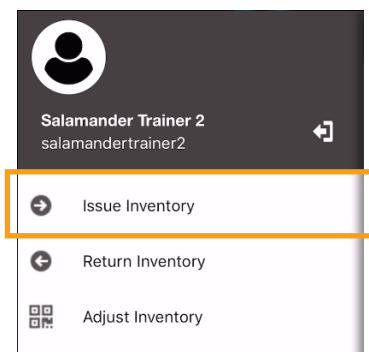 Salamander Trainer 2
salamandertrainer2
Issue Inventory
Return Inventory
Adjust Inventory